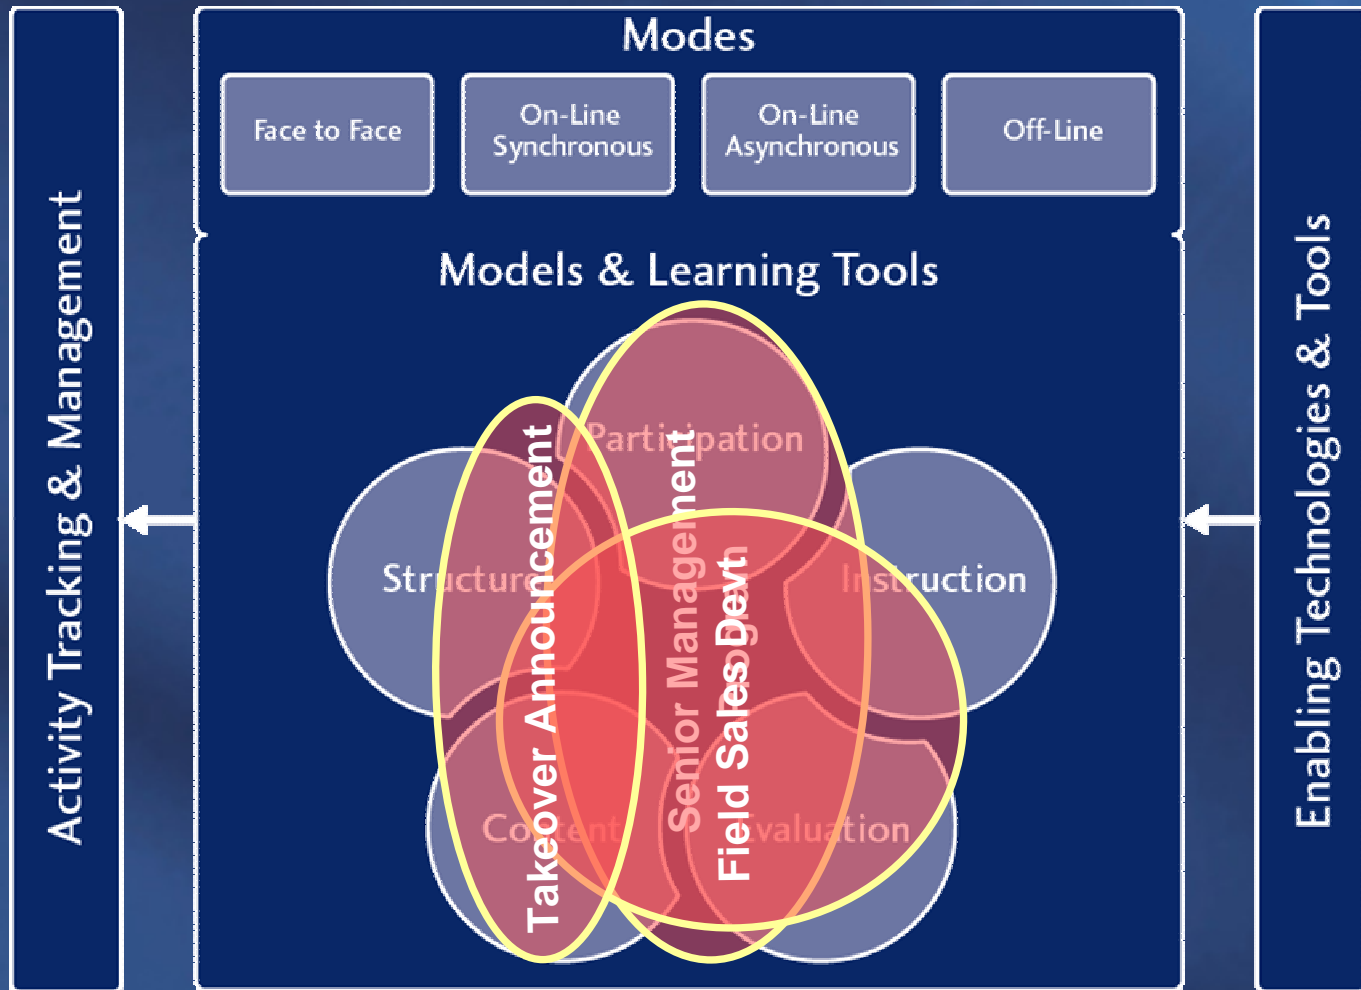 Modes
Face to Face
On-Line
Synchronous
On-Line
Asynchronous
Off-Line
Activity Tracking & Management
Models & Learning Tools
Enabling Technologies & Tools
Participation
Structure
Instruction
Content
Evaluation
Takeover Announcement
Senior Management
Program
Field Sales Devt